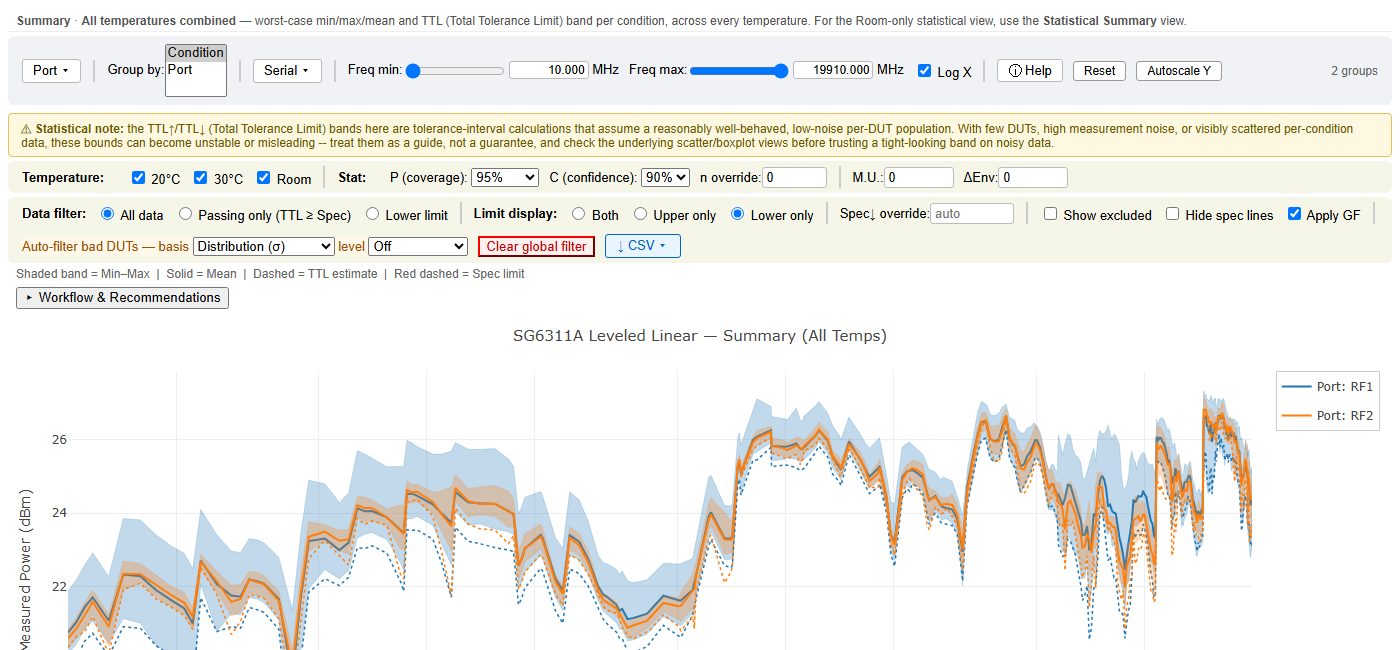 Summary · All temperatures combined — worst-case min/max/mean and TTL (Total Tolerance Limit) band per condition, across every temperature. For the Room-only statistical view, use the Statistical Summary view.
Port ▾ Group by: Condition Port Serial ▾ Freq min: 10.000 MHz Freq max: 19910.000 MHz Log X ⓘ Help Reset Autoscale Y 2 groups
⚠ Statistical note: the TTL↑/TTL↓ (Total Tolerance Limit) bands here are tolerance-interval calculations that assume a reasonably well-behaved, low-noise per-DUT population. With few DUTs, high measurement noise, or visibly scattered per-condition
data, these bounds can become unstable or misleading -- treat them as a guide, not a guarantee, and check the underlying scatter/boxplot views before trusting a tight-looking band on noisy data.
Temperature: 20°C 30°C Room Stat: P (coverage): 95% C (confidence): 90% n override: 0 M.U.: 0 ΔEnv: 0
Data filter: All data Passing only (TTL ≥ Spec) Lower limit Limit display: Both Upper only Lower only Spec↓ override: auto Show excluded Hide spec lines Apply GF
Auto-filter bad DUTs — basis Distribution (σ) level Off Clear global filter ↓ CSV ▾
Shaded band = Min–Max | Solid = Mean | Dashed = TTL estimate | Red dashed = Spec limit
▸ Workflow & Recommendations
SG6311A Leveled Linear — Summary (All Temps)
Port: RF1
Port: RF2
26
24
22
Measured Power (dBm)